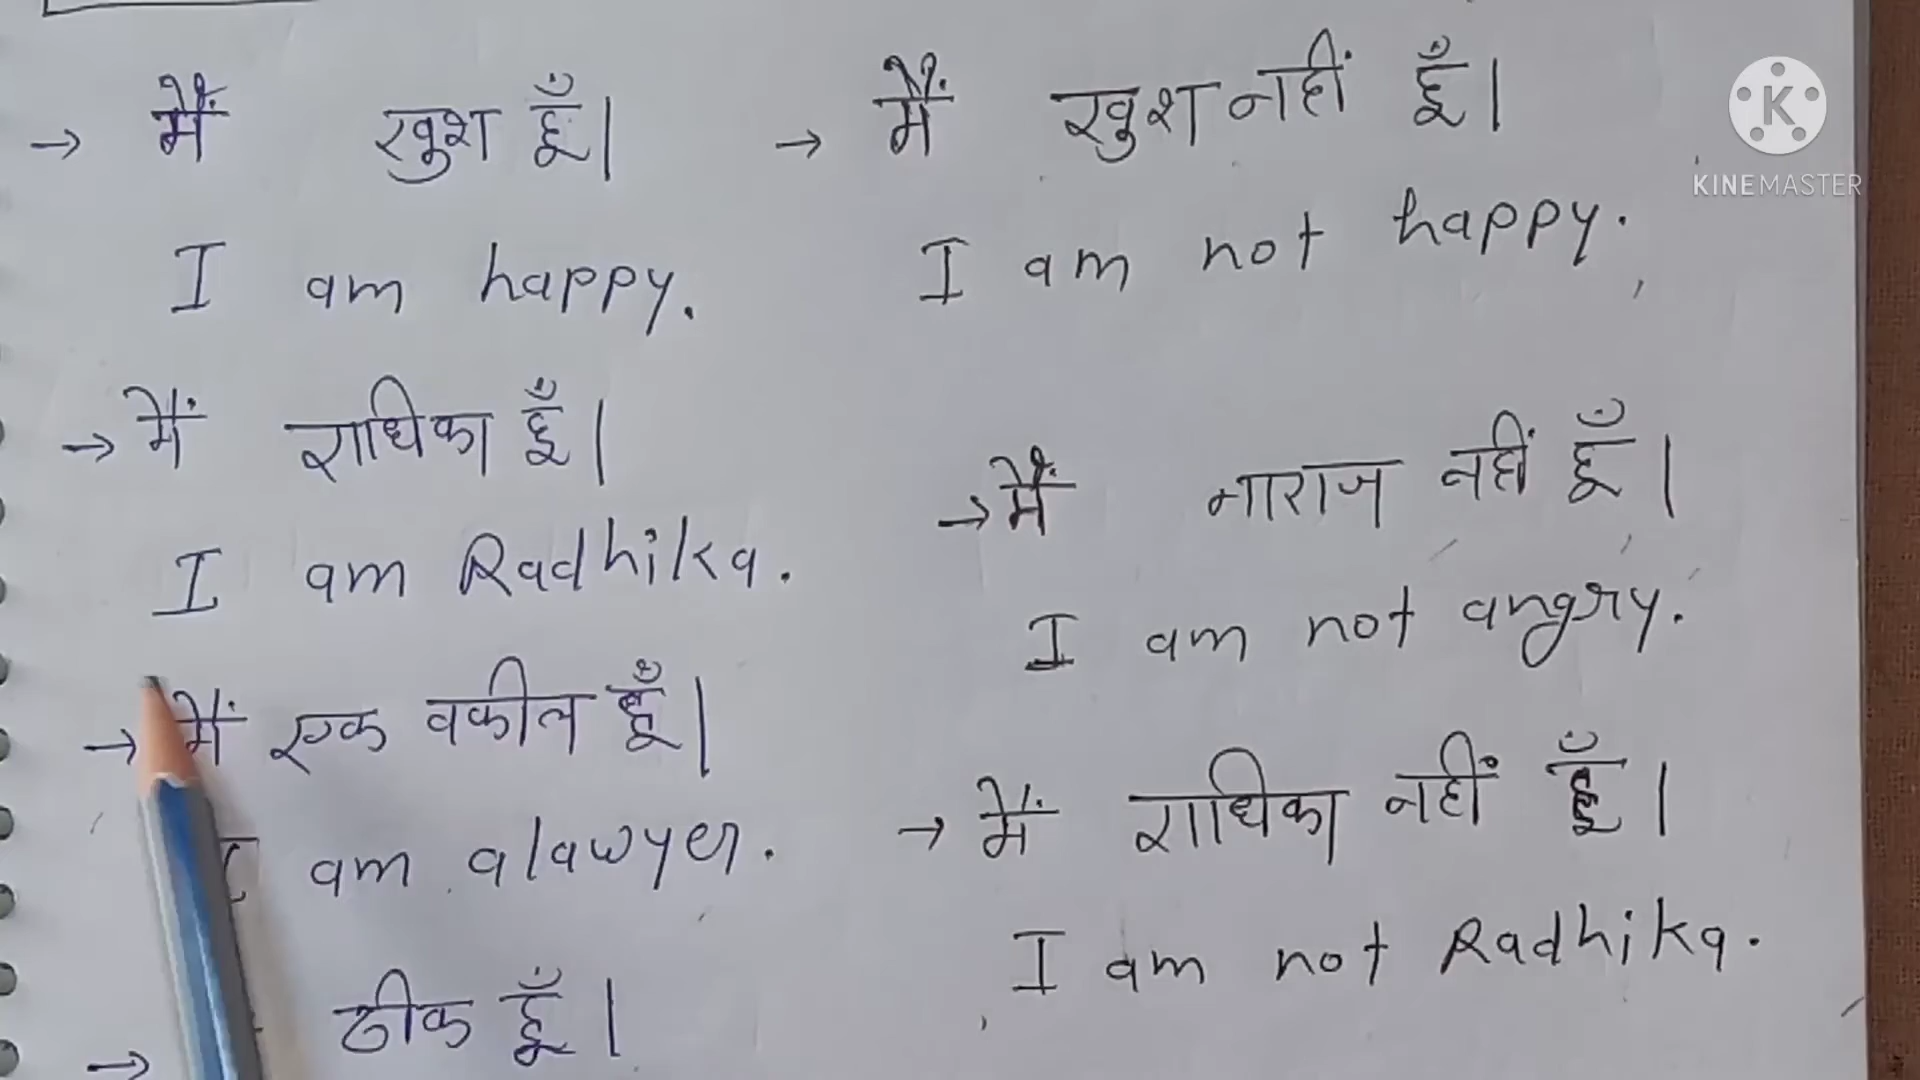 → मैं खुश हूँ।
I am happy.
→ मैं राधिका हूँ।
I am Radhika.
→ मैं एक वकील हूँ।
I am a lawyer.
→ ठीक हूँ।
→ मैं खुश नहीं हूँ।
I am not happy.
→ मैं नाराज नहीं हूँ।
I am not angry.
→ मैं राधिका नहीं हूँ।
I am not Radhika.
K
KINEMASTER